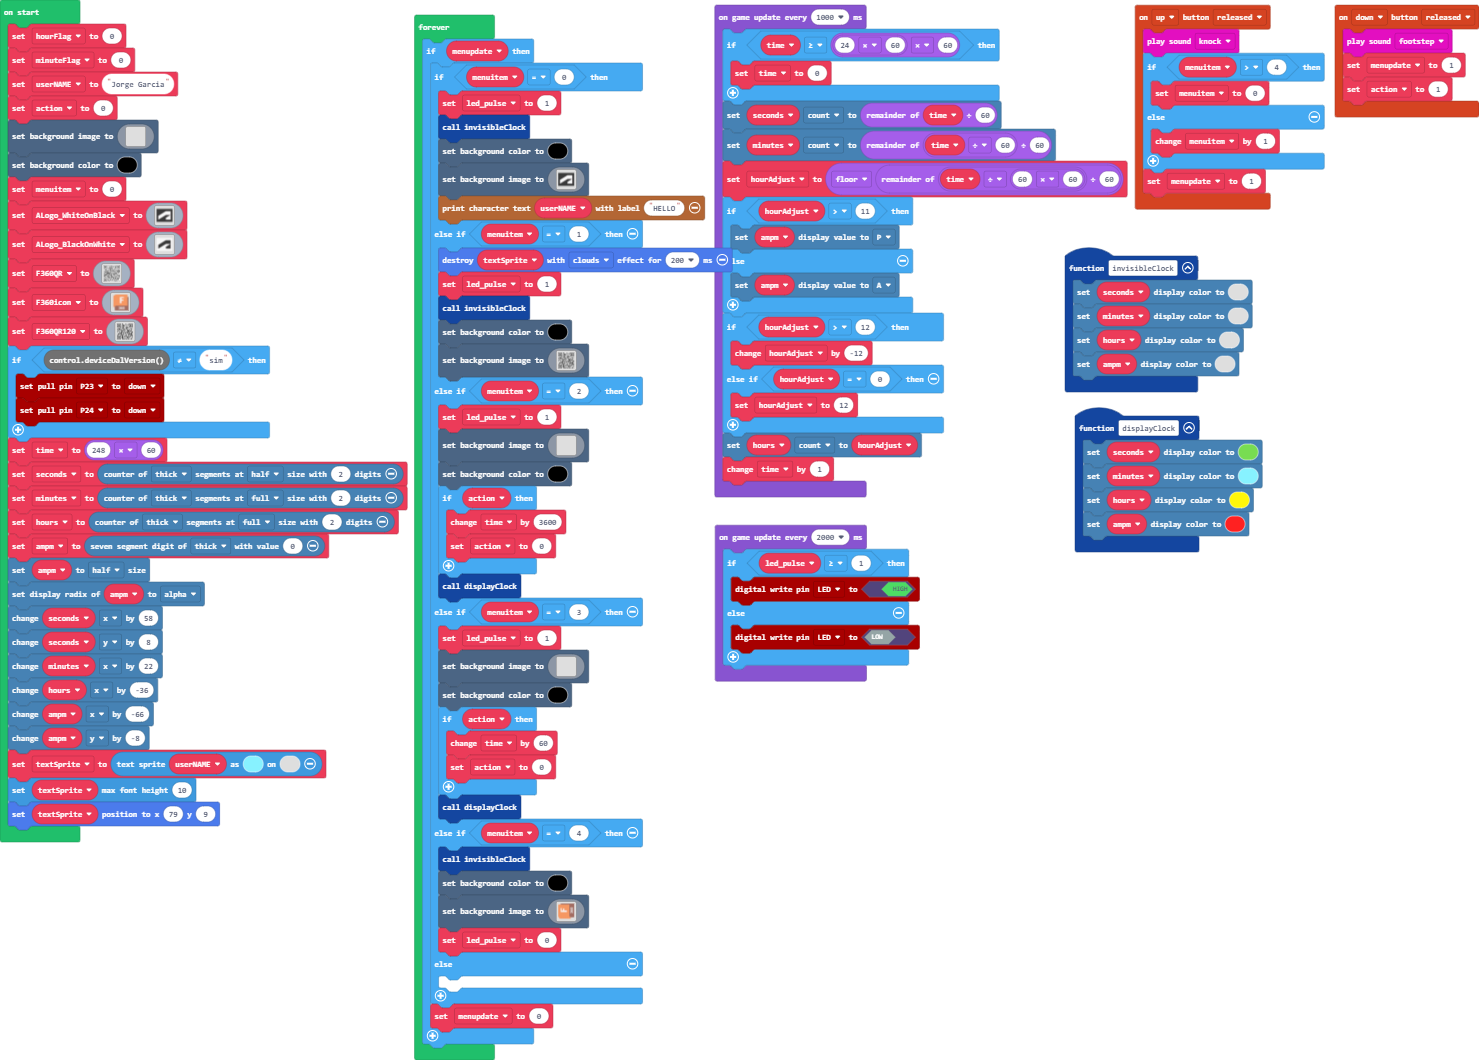 on start
set hourFlag to 0
set minuteFlag to 0
set userNAME to "Jorge Garcia"
set action to 0
set background image to
set background color to
set menuitem to 0
set ALogo_WhiteOnBlack to
set ALogo_BlackOnWhite to
set F360QR to
set F360icon to
set F360QR120 to
if control.deviceDalVersion() ≠ "sim" then
set pull pin P23 to down
set pull pin P24 to down
set time to 248 × 60
set seconds to counter of thick segments at half size with 2 digits
set minutes to counter of thick segments at full size with 2 digits
set hours to counter of thick segments at full size with 2 digits
set ampm to seven segment digit of thick with value 0
set ampm to half size
set display radix of ampm to alpha
change seconds x by 58
change seconds y by 8
change minutes x by 22
change hours x by -36
change ampm x by -66
change ampm y by -8
set textSprite to text sprite userNAME as on
set textSprite max font height 10
set textSprite position to x 79 y 9
forever
if menupdate then
if menuitem = 0 then
set led_pulse to 1
call invisibleClock
set background color to
set background image to
print character text userNAME with label "HELLO"
else if menuitem = 1 then
destroy textSprite with clouds effect for 200 ms
set led_pulse to 1
call invisibleClock
set background color to
set background image to
else if menuitem = 2 then
set led_pulse to 1
set background image to
set background color to
if action then
change time by 3600
set action to 0
call displayClock
else if menuitem = 3 then
set led_pulse to 1
set background image to
set background color to
if action then
change time by 60
set action to 0
call displayClock
else if menuitem = 4 then
call invisibleClock
set background color to
set background image to
set led_pulse to 0
else
set menupdate to 0
on game update every 1000 ms
if time ≥ 24 × 60 × 60 then
set time to 0
set seconds count to remainder of time ÷ 60
set minutes count to remainder of time ÷ 60 ÷ 60
set hourAdjust to floor remainder of time ÷ 60 × 60 ÷ 60
if hourAdjust > 11 then
set ampm display value to P
lse
set ampm display value to A
if hourAdjust > 12 then
change hourAdjust by -12
else if hourAdjust = 0 then
set hourAdjust to 12
set hours count to hourAdjust
change time by 1
on game update every 2000 ms
if led_pulse ≥ 1 then
digital write pin LED to HIGH
else
digital write pin LED to LOW
on up button released
play sound knock
if menuitem > 4 then
set menuitem to 0
else
change menuitem by 1
set menupdate to 1
on down button released
play sound footstep
set menupdate to 1
set action to 1
function invisibleClock
set seconds display color to
set minutes display color to
set hours display color to
set ampm display color to
function displayClock
set seconds display color to
set minutes display color to
set hours display color to
set ampm display color to